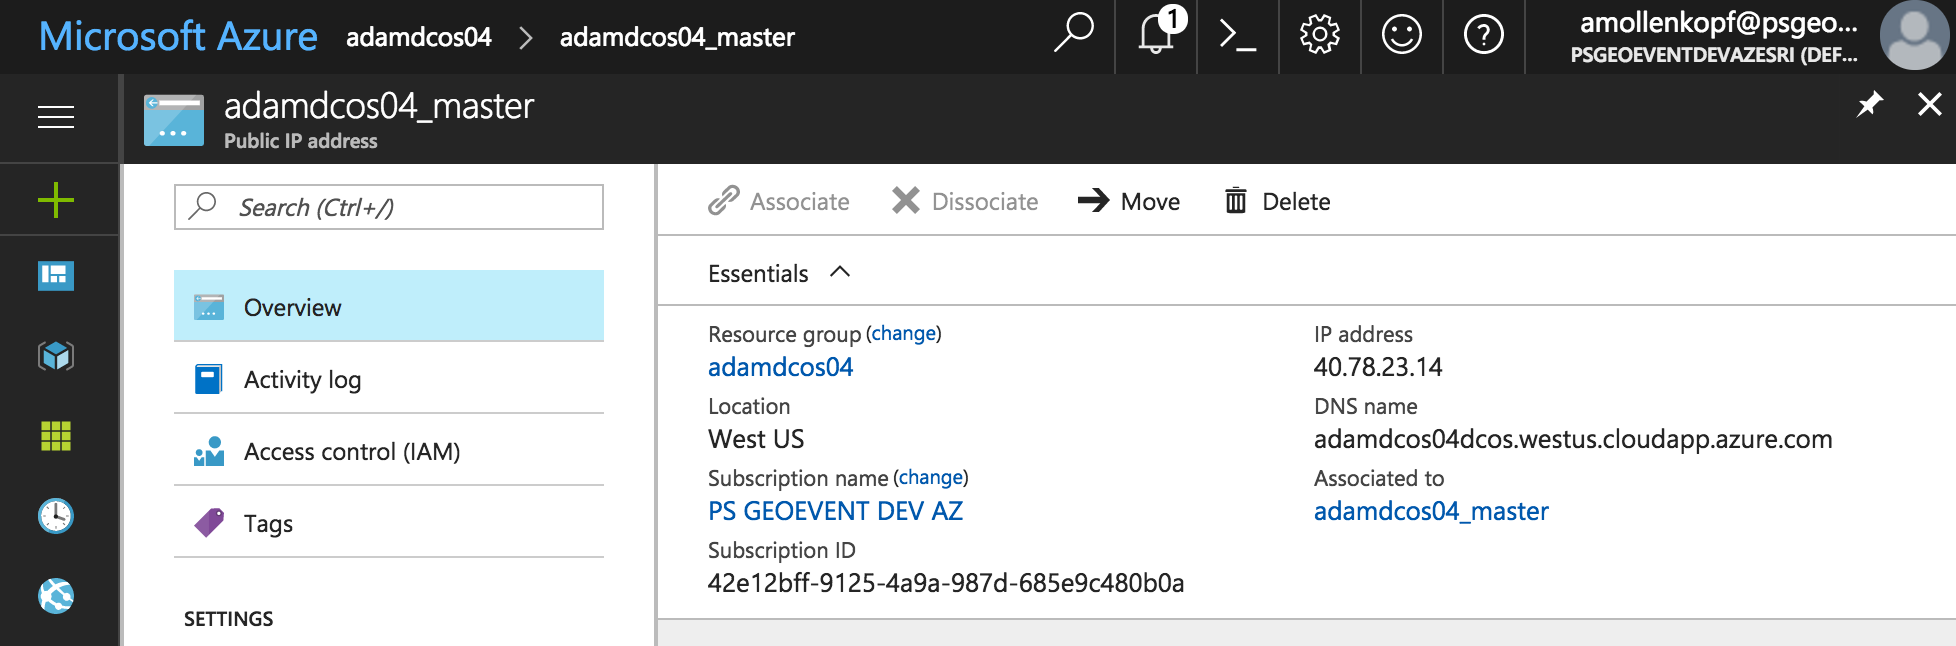 Microsoft Azure adamdcos04 > adamdcos04_master
1
amollenkopf@psgeo...
PSGEOEVENTDEVAZESRI (DEF...
adamdcos04_master
Public IP address
Search (Ctrl+/)
Overview
Activity log
Access control (IAM)
Tags
SETTINGS
Associate Dissociate Move Delete
Essentials
Resource group (change)
adamdcos04
Location
West US
Subscription name (change)
PS GEOEVENT DEV AZ
Subscription ID
42e12bff-9125-4a9a-987d-685e9c480b0a
IP address
40.78.23.14
DNS name
adamdcos04dcos.westus.cloudapp.azure.com
Associated to
adamdcos04_master